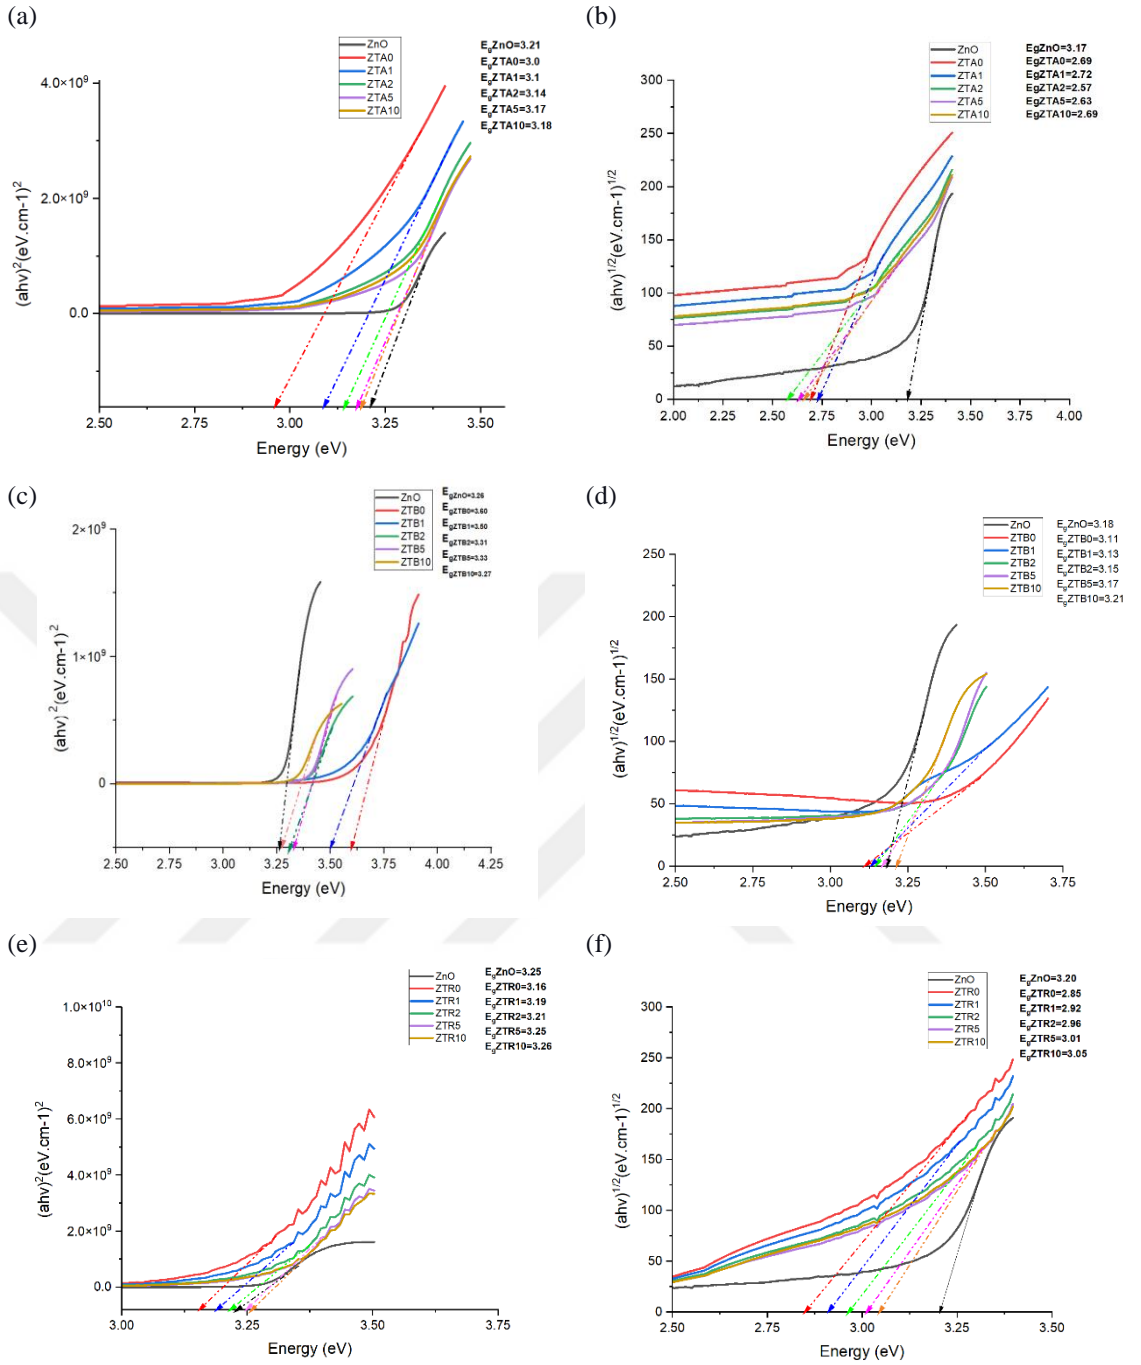 (a)
ZnO
ZTA0
ZTA1
ZTA2
ZTA5
ZTA10
EgZnO=3.21
EgZTA0=3.0
EgZTA1=3.1
EgZTA2=3.14
EgZTA5=3.17
EgZTA10=3.18
4.0×10⁹
2.0×10⁹
0.0
(ahv)²(eV.cm-1)²
2.50 2.75 3.00 3.25 3.50
Energy (eV)
(b)
ZnO
ZTA0
ZTA1
ZTA2
ZTA5
ZTA10
EgZnO=3.17
EgZTA0=2.69
EgZTA1=2.72
EgZTA2=2.57
EgZTA5=2.63
EgZTA10=2.69
300
250
200
150
100
50
0
(ahv)¹/²(eV.cm-1)¹/²
2.00 2.25 2.50 2.75 3.00 3.25 3.50 3.75 4.00
Energy (eV)
(c)
ZnO
ZTB0
ZTB1
ZTB2
ZTB5
ZTB10
EgZnO=3.26
EgZTB0=3.60
EgZTB1=3.50
EgZTB2=3.31
EgZTB5=3.33
EgZTB10=3.27
2×10⁹
1×10⁹
0
(ahv)²(eV.cm-1)²
2.50 2.75 3.00 3.25 3.50 3.75 4.00 4.25
Energy (eV)
(d)
ZnO
ZTB0
ZTB1
ZTB2
ZTB5
ZTB10
EgZnO=3.18
EgZTB0=3.11
EgZTB1=3.13
EgZTB2=3.15
EgZTB5=3.17
EgZTB10=3.21
250
200
150
100
50
0
(ahv)¹/²(eV.cm-1)¹/²
2.50 2.75 3.00 3.25 3.50 3.75
Energy (eV)
(e)
ZnO
ZTR0
ZTR1
ZTR2
ZTR5
ZTR10
EgZnO=3.25
EgZTR0=3.16
EgZTR1=3.19
EgZTR2=3.21
EgZTR5=3.25
EgZTR10=3.26
1.0×10¹⁰
8.0×10⁹
6.0×10⁹
4.0×10⁹
2.0×10⁹
0.0
(ahv)²(eV.cm-1)²
3.00 3.25 3.50 3.75
Energy (eV)
(f)
ZnO
ZTR0
ZTR1
ZTR2
ZTR5
ZTR10
EgZnO=3.20
EgZTR0=2.85
EgZTR1=2.92
EgZTR2=2.96
EgZTR5=3.01
EgZTR10=3.05
300
250
200
150
100
50
0
(ahv)¹/²(eV.cm-1)¹/²
2.50 2.75 3.00 3.25 3.50
Energy (eV)